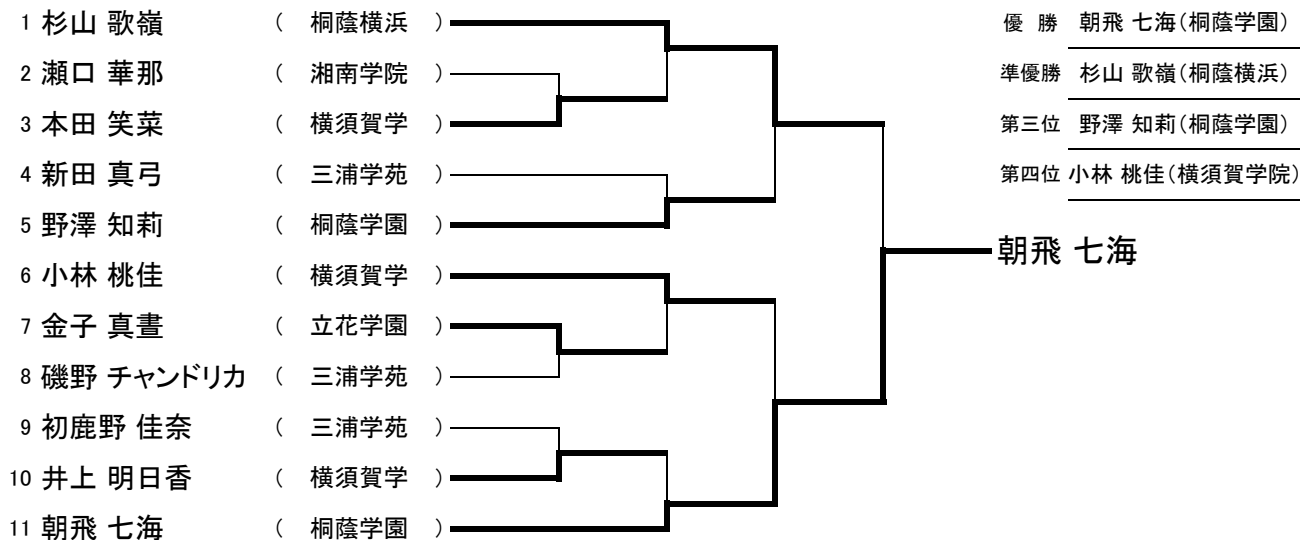 1 杉山 歌嶺 ( 桐蔭横浜 )
2 瀬口 華那 ( 湘南学院 )
3 本田 笑菜 ( 横須賀学 )
4 新田 真弓 ( 三浦学苑 )
5 野澤 知莉 ( 桐蔭学園 )
6 小林 桃佳 ( 横須賀学 )
7 金子 真晝 ( 立花学園 )
8 磯野 チャンドリカ ( 三浦学苑 )
9 初鹿野 佳奈 ( 三浦学苑 )
10 井上 明日香 ( 横須賀学 )
11 朝飛 七海 ( 桐蔭学園 )
優 勝 朝飛 七海(桐蔭学園)
準優勝 杉山 歌嶺(桐蔭横浜)
第三位 野澤 知莉(桐蔭学園)
第四位 小林 桃佳(横須賀学院)
朝飛 七海